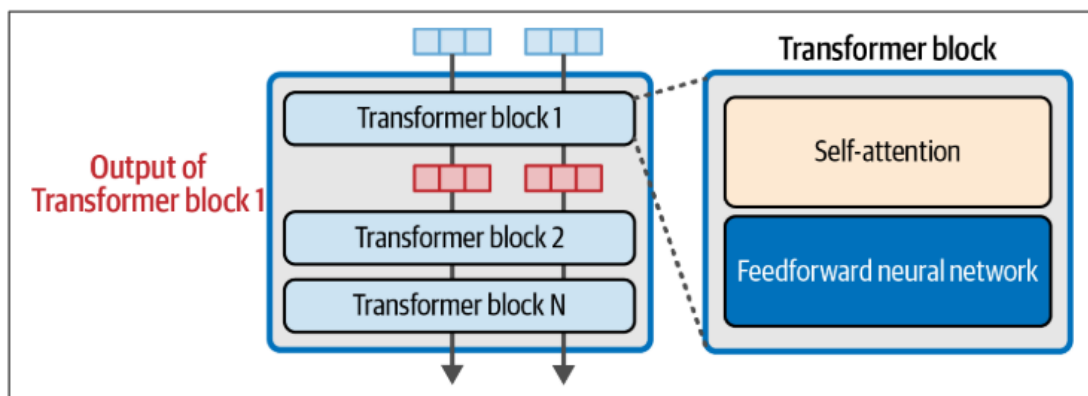 Transformer block
Transformer block 1
Self-attention
Output of
Transformer block 1
Transformer block 2
Feedforward neural network
Transformer block N